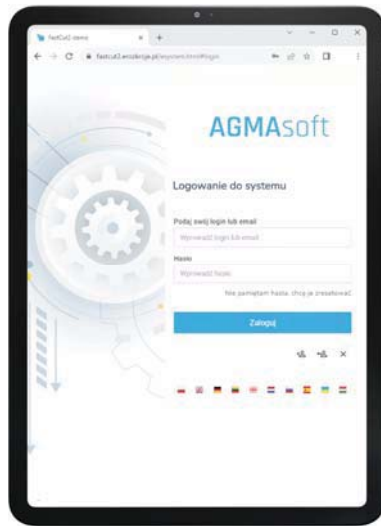 FastCut2 demo
AGMAsoft
Logowanie do systemu
Podaj swój login lub email
Wprowadź login lub email
Hasło
Wprowadź hasło
Nie pamiętam hasła, chcę je zresetować
Zaloguj